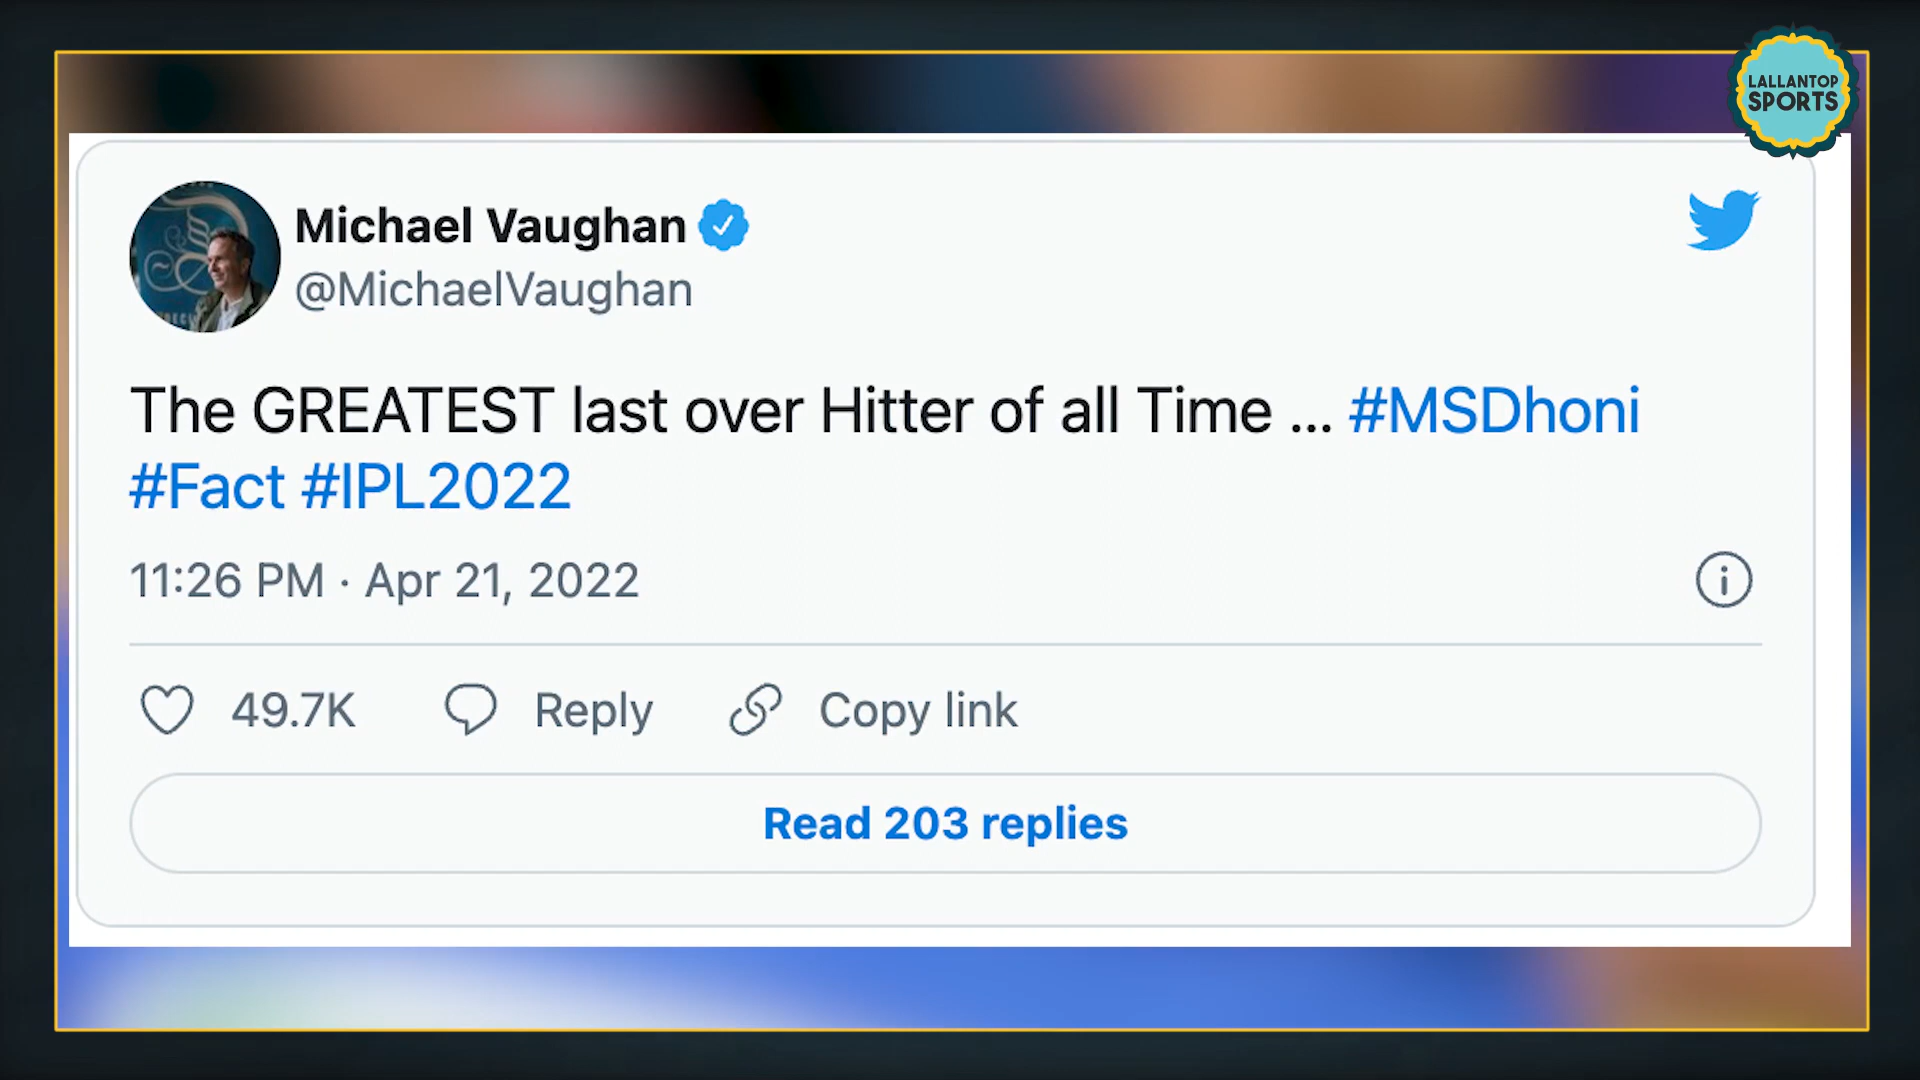 LALLANTOP
SPORTS
Michael Vaughan
@MichaelVaughan
The GREATEST last over Hitter of all Time ... #MSDhoni
#Fact #IPL2022
11:26 PM · Apr 21, 2022
49.7K Reply Copy link
Read 203 replies